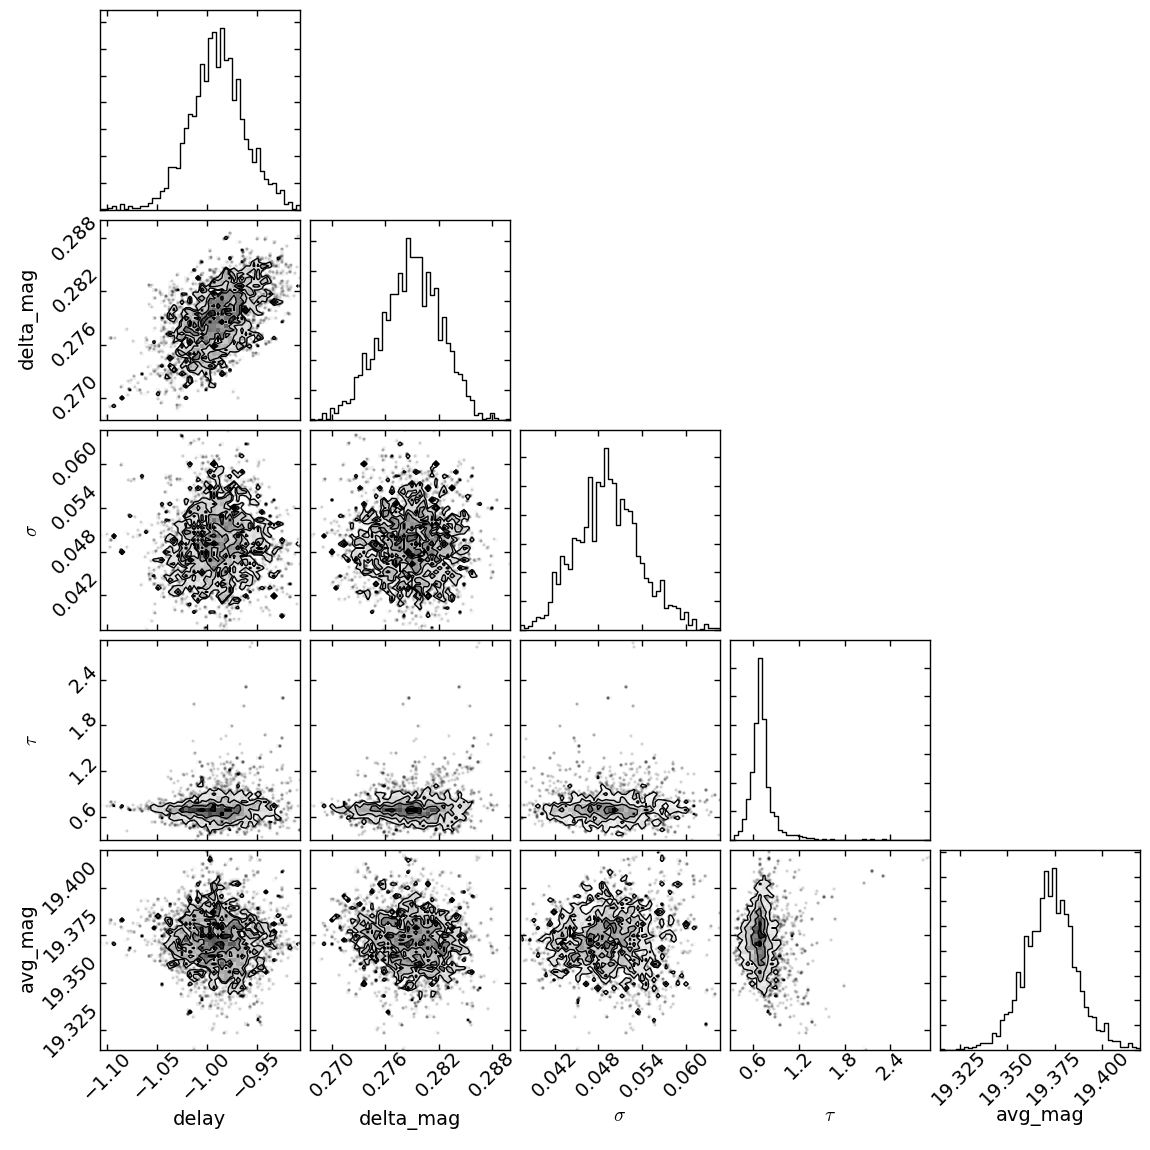 0.288
0.282
0.276
0.270
delta_mag
0.060
0.054
0.048
0.042
σ
2.4
1.8
1.2
0.6
τ
19.400
19.375
19.350
19.325
avg_mag
−1.10 −1.05 −1.00 −0.95
0.270 0.276 0.282 0.288
0.042 0.048 0.054 0.060
0.6 1.2 1.8 2.4
19.325 19.350 19.375 19.400
delay delta_mag σ τ avg_mag